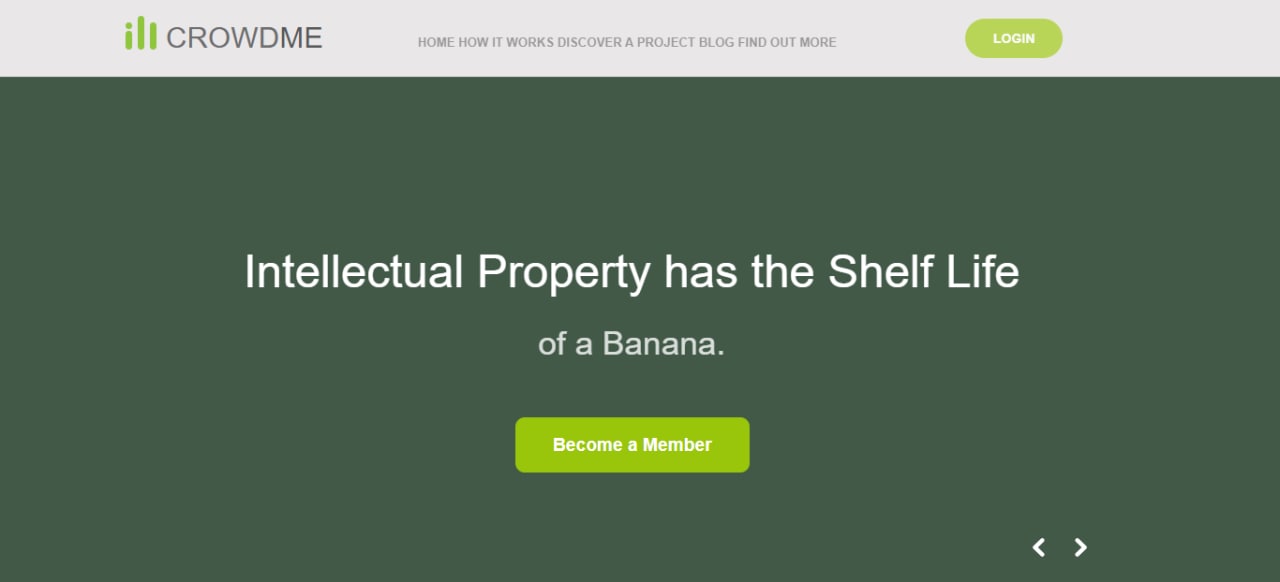 CROWDME
HOME HOW IT WORKS DISCOVER A PROJECT BLOG FIND OUT MORE
LOGIN
Intellectual Property has the Shelf Life
of a Banana.
Become a Member